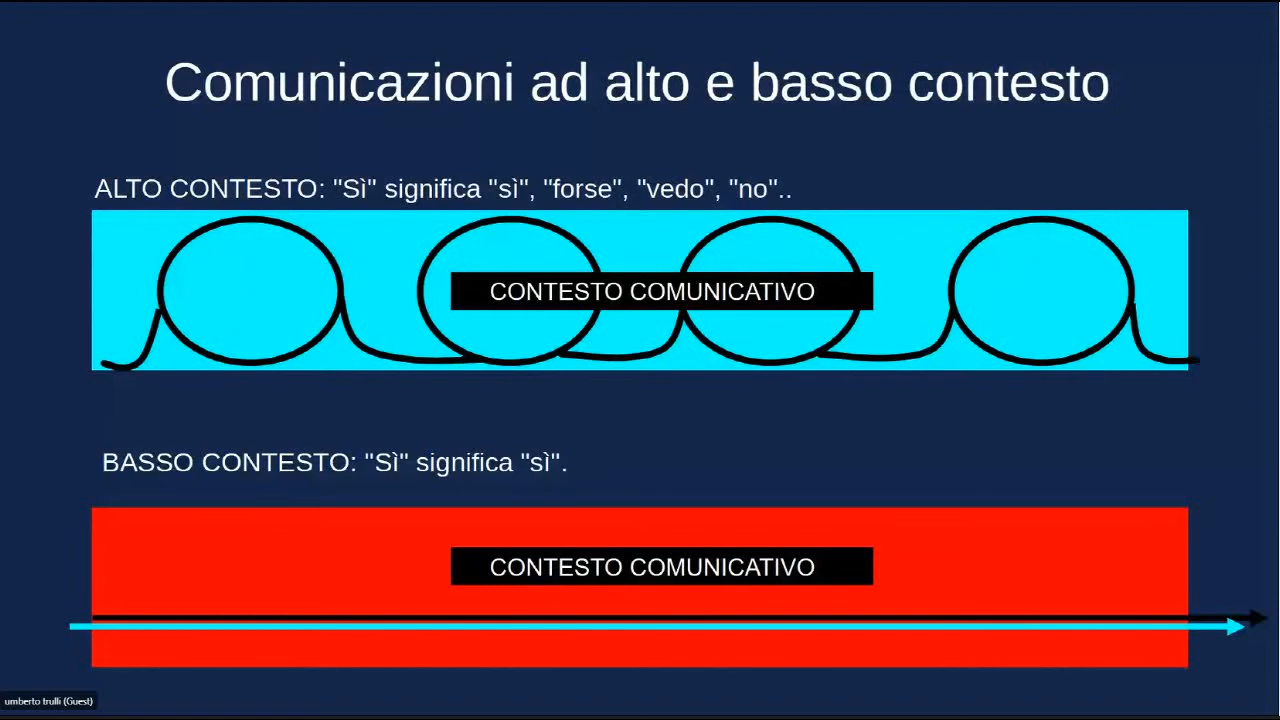 Comunicazioni ad alto e basso contesto
ALTO CONTESTO: "Sì" significa "sì", "forse", "vedo", "no"..
CONTESTO COMUNICATIVO
BASSO CONTESTO: "Sì" significa "sì".
CONTESTO COMUNICATIVO
umberto trulli (Guest)